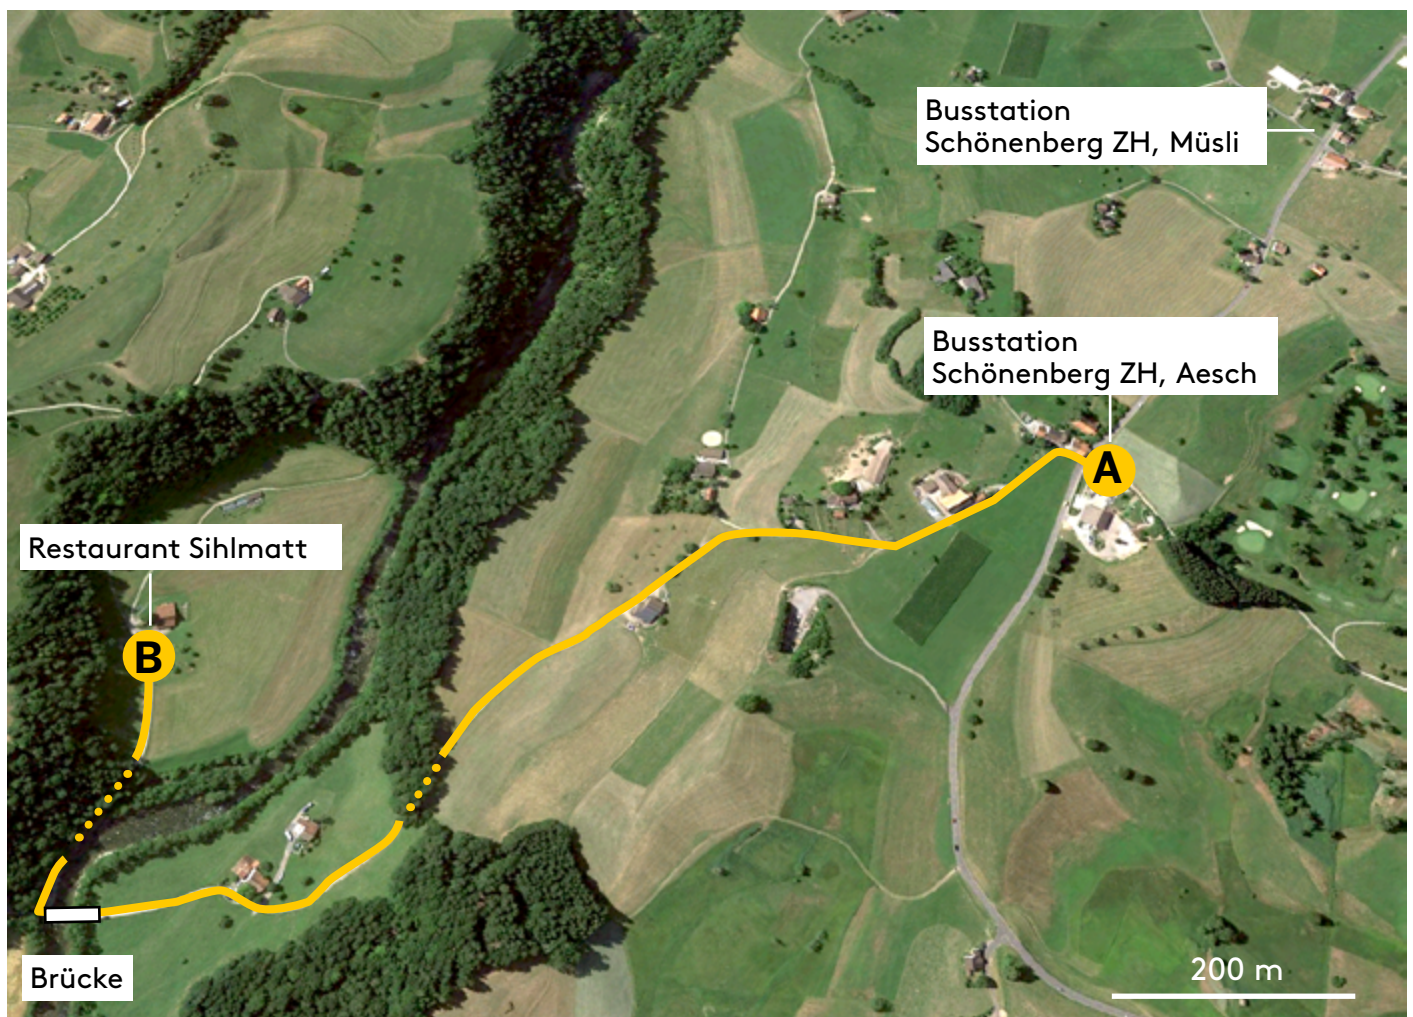 Busstation
Schönenberg ZH, Müsli
Busstation
Schönenberg ZH, Aesch
A
Restaurant Sihlmatt
B
Brücke
200 m